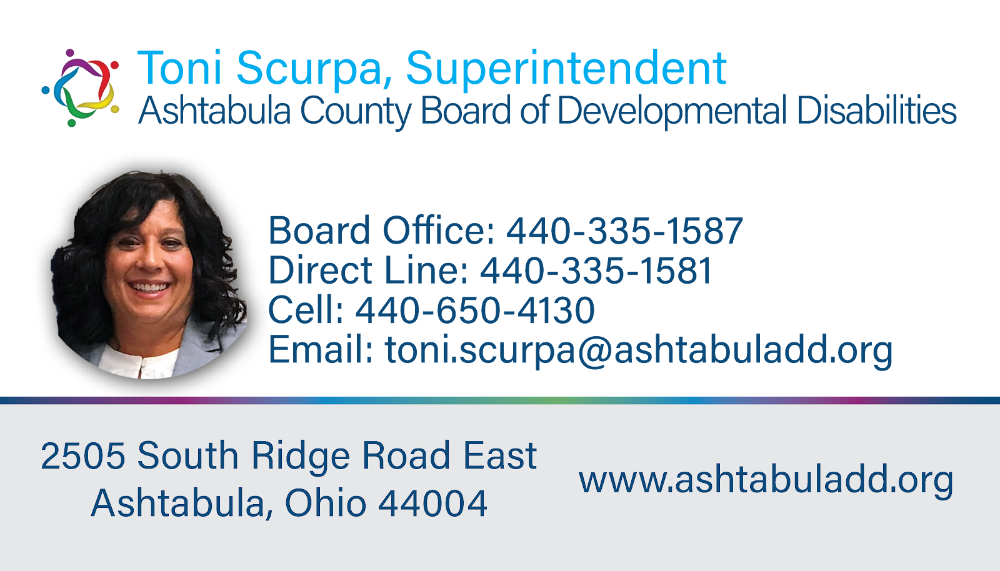 Toni Scurpa, Superintendent
Ashtabula County Board of Developmental Disabilities
Board Office: 440-335-1587
Direct Line: 440-335-1581
Cell: 440-650-4130
Email: toni.scurpa@ashtabuladd.org
2505 South Ridge Road East
Ashtabula, Ohio 44004
www.ashtabuladd.org